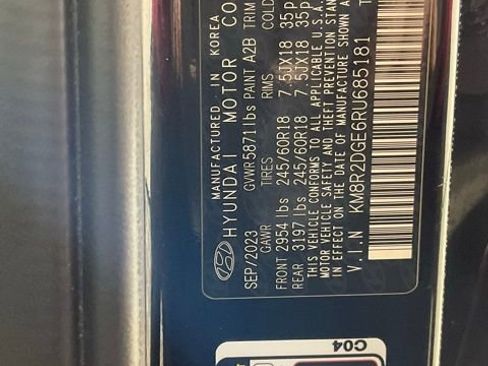 MANUFACTURED IN KOREA
HYUNDAI MOTOR CO
SEP/2023 GVWR 5871 lbs PAINT A2B TRIM
GAWR TIRES RIMS COLD
FRONT 2954 lbs 245/60R18 7.5JX18 35p
REAR 3197 lbs 245/60R18 7.5JX18 35p
THIS VEHICLE CONFORMS TO ALL APPLICABLE U.S.A.
MOTOR VEHICLE SAFETY AND THEFT PREVENTION STAN
IN EFFECT ON THE DATE OF MANUFACTURE SHOWN A
V.I.N KM8R2DGE6RU685181 T
C04